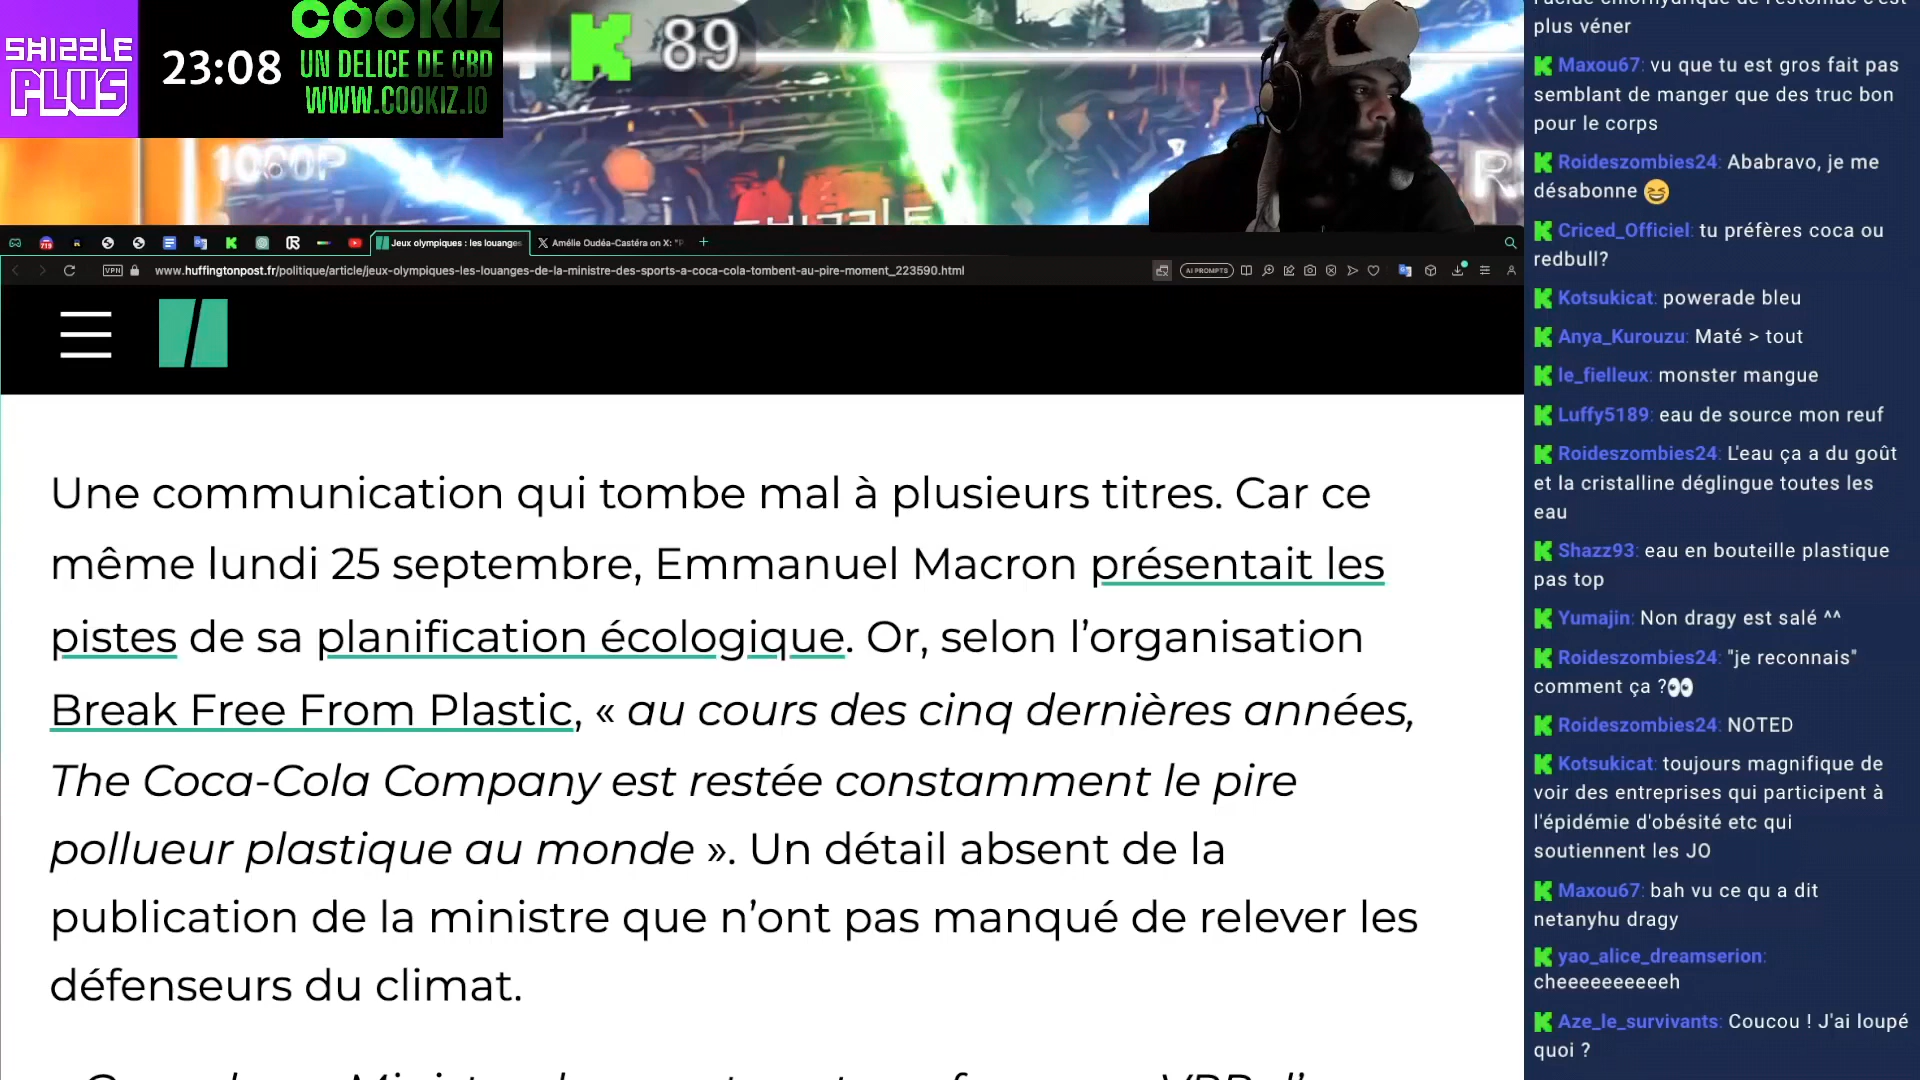 SHIZZLE
PLUS
23:08
COOKIZ
UN DELICE DE CBD
WWW.COOKIZ.IO
89
1080P
Jeux olympiques : les louanges
Amélie Oudéa-Castéra on X: "P
VPN
www.huffingtonpost.fr/politique/article/jeux-olympiques-les-louanges-de-la-ministre-des-sports-a-coca-cola-tombent-au-pire-moment_223590.html
AI PROMPTS
Une communication qui tombe mal à plusieurs titres. Car ce
même lundi 25 septembre, Emmanuel Macron présentait les
pistes de sa planification écologique. Or, selon l’organisation
Break Free From Plastic, « au cours des cinq dernières années,
The Coca-Cola Company est restée constamment le pire
pollueur plastique au monde ». Un détail absent de la
publication de la ministre que n’ont pas manqué de relever les
défenseurs du climat.
l'acide chlorhydrique de l'estomac c'est
plus véner
Maxou67: vu que tu est gros fait pas
semblant de manger que des truc bon
pour le corps
Roideszombies24: Ababravo, je me
désabonne 😆
Criced_Officiel: tu préfères coca ou
redbull?
Kotsukicat: powerade bleu
Anya_Kurouzu: Maté > tout
le_fielleux: monster mangue
Luffy5189: eau de source mon reuf
Roideszombies24: L'eau ça a du goût
et la cristalline déglingue toutes les
eau
Shazz93: eau en bouteille plastique
pas top
Yumajin: Non dragy est salé ^^
Roideszombies24: "je reconnais"
comment ça ?👀
Roideszombies24: NOTED
Kotsukicat: toujours magnifique de
voir des entreprises qui participent à
l'épidémie d'obésité etc qui
soutiennent les JO
Maxou67: bah vu ce qu a dit
netanyhu dragy
yao_alice_dreamserion:
cheeeeeeeeeeh
Aze_le_survivants: Coucou ! J'ai loupé
quoi ?